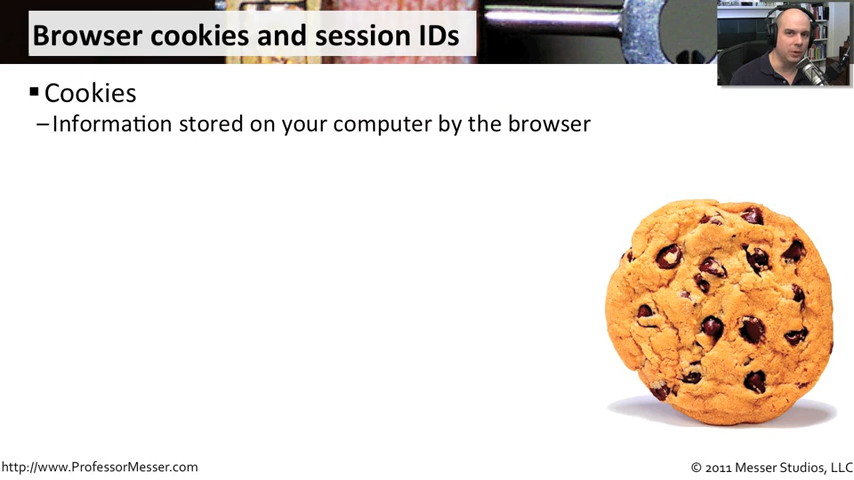 Browser cookies and session IDs
▪ Cookies
– Information stored on your computer by the browser
http://www.ProfessorMesser.com
© 2011 Messer Studios, LLC